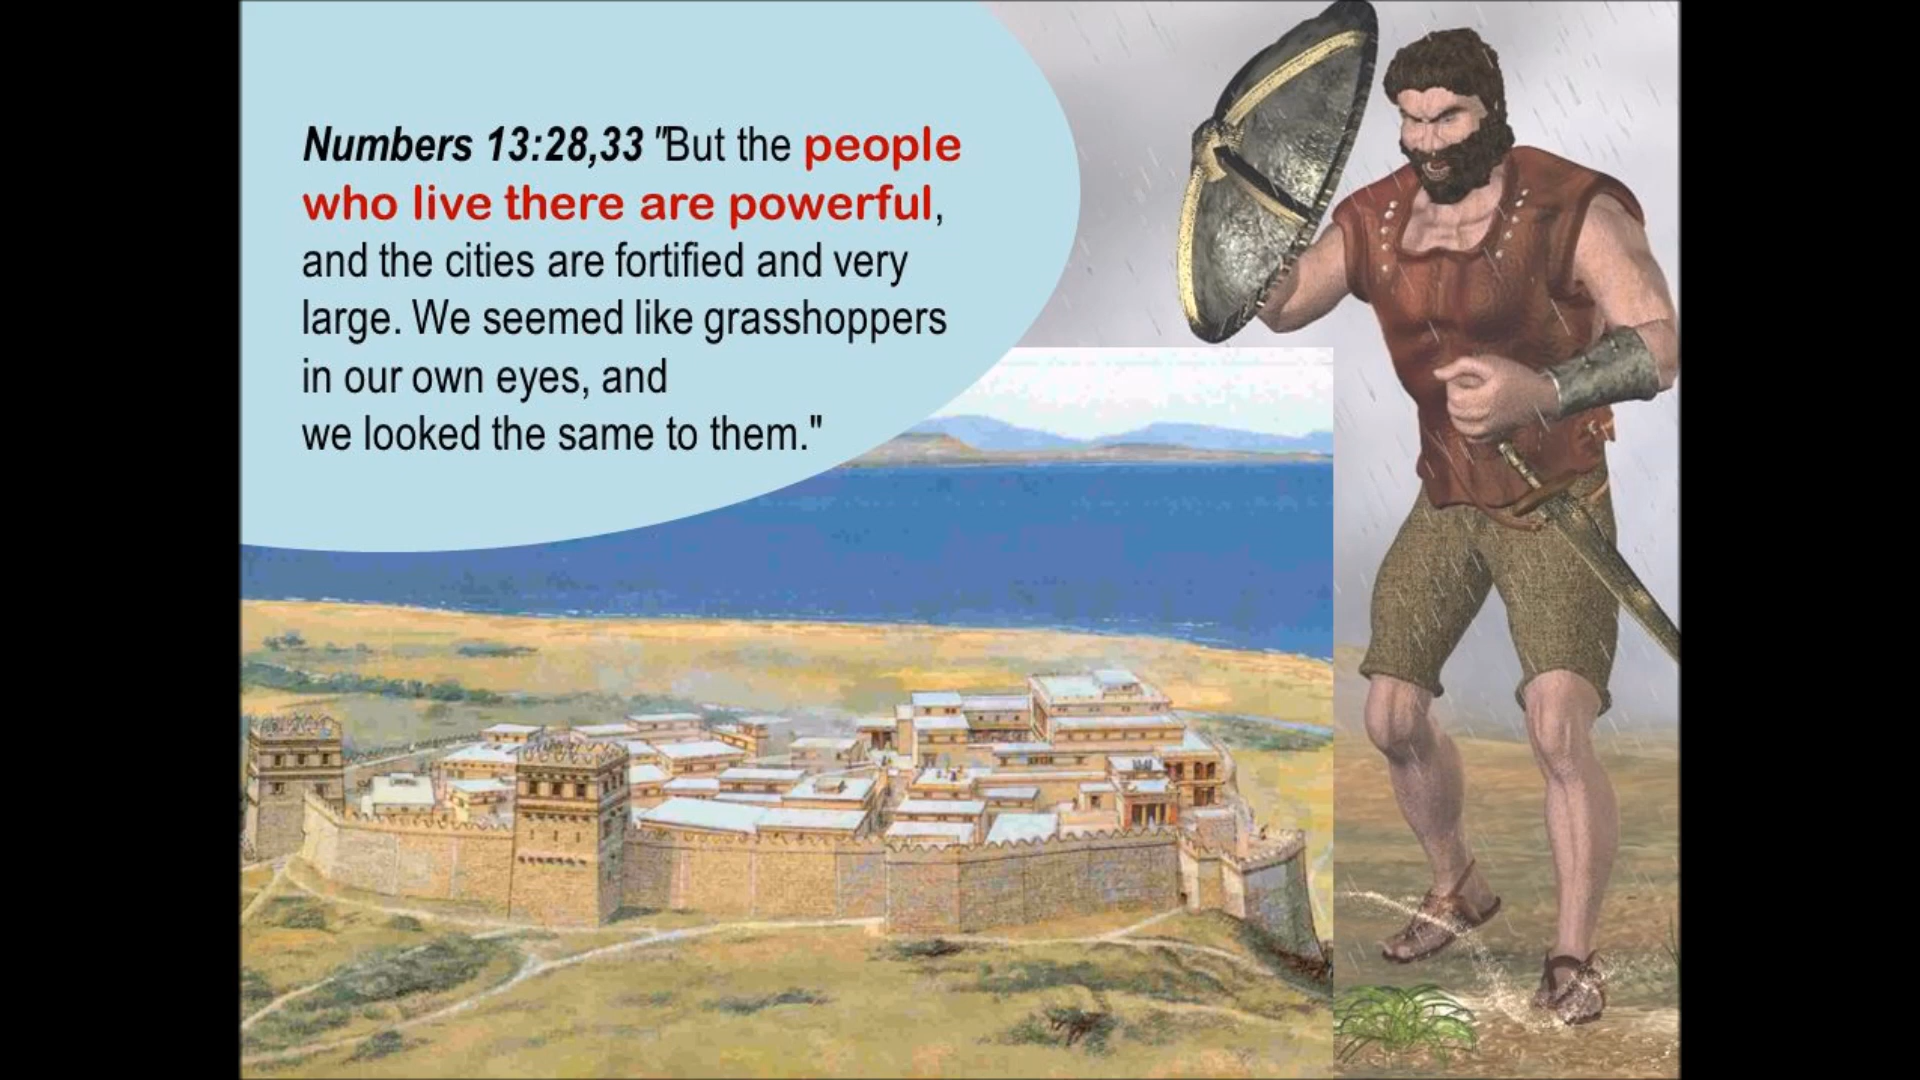 Numbers 13:28,33 "But the people
who live there are powerful,
and the cities are fortified and very
large. We seemed like grasshoppers
in our own eyes, and
we looked the same to them."